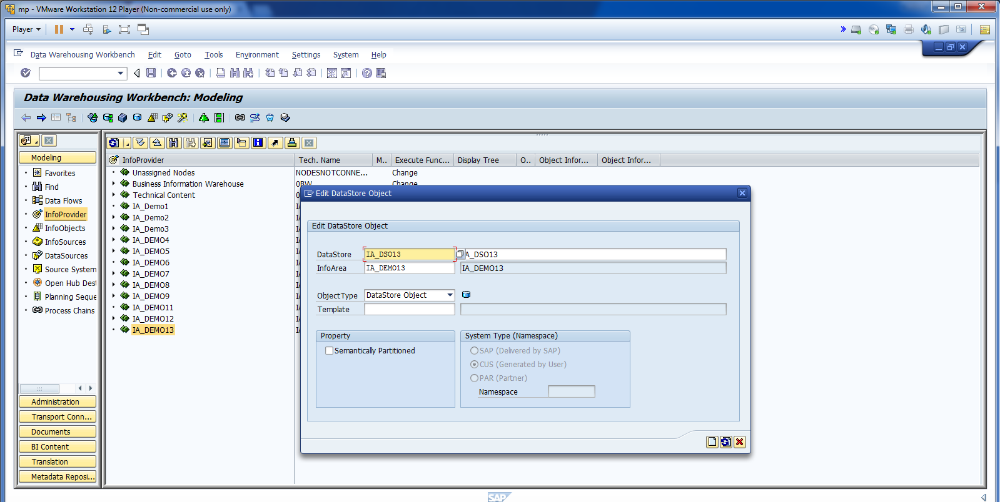 mp - VMware Workstation 12 Player (Non-commercial use only)
Player
Data Warehousing Workbench Edit Goto Tools Environment Settings System Help
Data Warehousing Workbench: Modeling
Modeling
Favorites
Find
Data Flows
InfoProvider
InfoObjects
InfoSources
DataSources
Source System
Open Hub Dest
Planning Seque
Process Chains
Administration
Transport Conn...
Documents
BI Content
Translation
Metadata Reposi...
InfoProvider Tech. Name M.. Execute Func... Display Tree O.. Object Infor... Object Infor...
Unassigned Nodes NODESNOTCONNE... Change
Business Information Warehouse 0BW Change
Technical Content
IA_Demo1
IA_Demo2
IA_Demo3
IA_DEMO4
IA_DEMO5
IA_DEMO6
IA_DEMO7
IA_DEMO8
IA_DEMO9
IA_DEMO11
IA_DEMO12
IA_DEMO13
Edit DataStore Object
Edit DataStore Object
DataStore IA_DSO13 A_DSO13
InfoArea IA_DEMO13 IA_DEMO13
ObjectType DataStore Object
Template
Property
Semantically Partitioned
System Type (Namespace)
SAP (Delivered by SAP)
CUS (Generated by User)
PAR (Partner)
Namespace
SAP